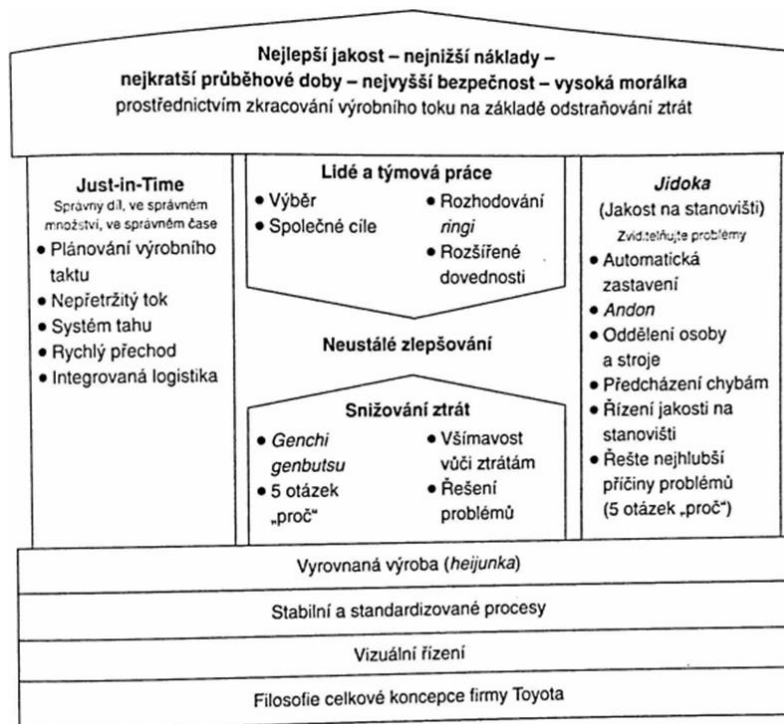 Nejlepší jakost – nejnižší náklady –
nejkratší průběhové doby – nejvyšší bezpečnost – vysoká morálka
prostřednictvím zkracování výrobního toku na základě odstraňování ztrát
Just-in-Time
Správny díl, ve správném
množství, ve správném čase
● Plánování výrobního
taktu
● Nepřetržitý tok
● Systém tahu
● Rychlý přechod
● Integrovaná logistika
Lidé a týmová práce
● Výběr
● Společné cíle
● Rozhodování
ringi
● Rozšířené
dovednosti
Neustálé zlepšování
Snižování ztrát
● Genchi
genbutsu
● 5 otázek
„proč“
● Všímavost
vůči ztrátám
● Řešení
problémů
Jidoka
(Jakost na stanovišti)
Zviditelňujte problémy
● Automatická
zastavení
● Andon
● Oddělení osoby
a stroje
● Předcházení chybám
● Řízení jakosti na
stanovišti
● Řešte nejhlubší
příčiny problémů
(5 otázek „proč“)
Vyrovnaná výroba (heijunka)
Stabilní a standardizované procesy
Vizuální řízení
Filosofie celkové koncepce firmy Toyota